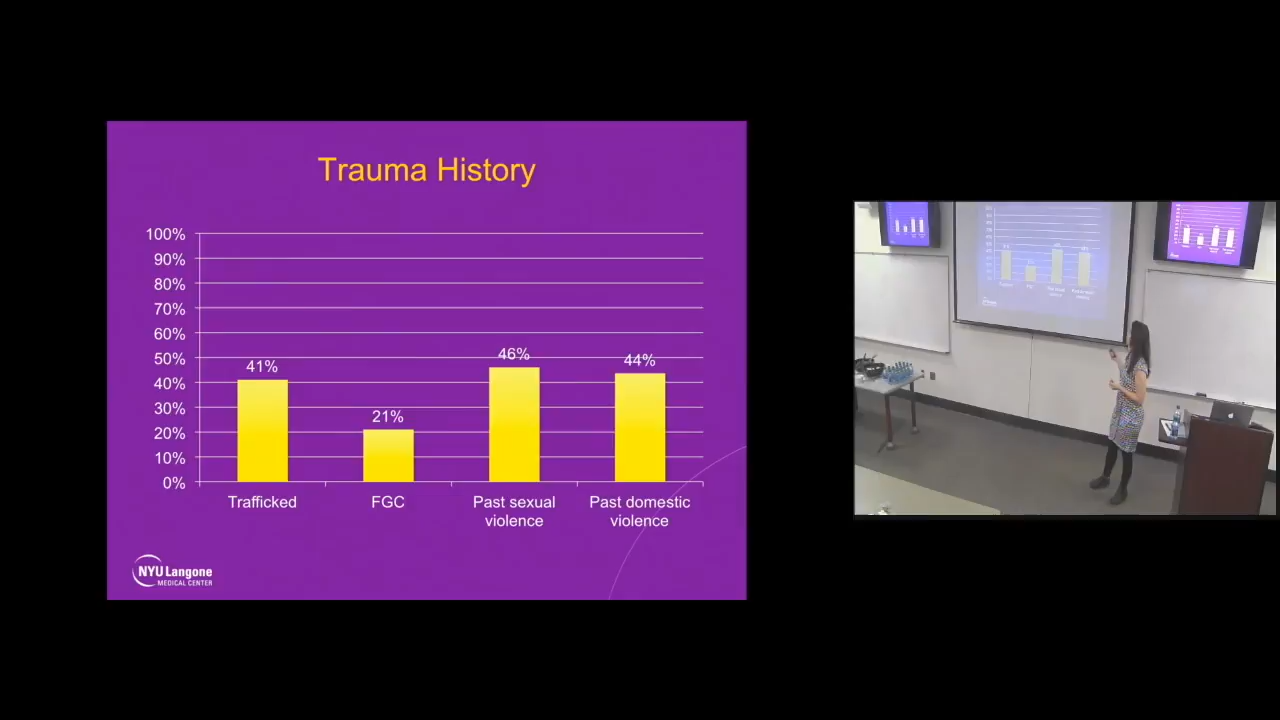 Trauma History
100%
90%
80%
70%
60%
50%
40%
30%
20%
10%
0%
41%
21%
46%
44%
Trafficked
FGC
Past sexual
violence
Past domestic
violence
NYU Langone
MEDICAL CENTER